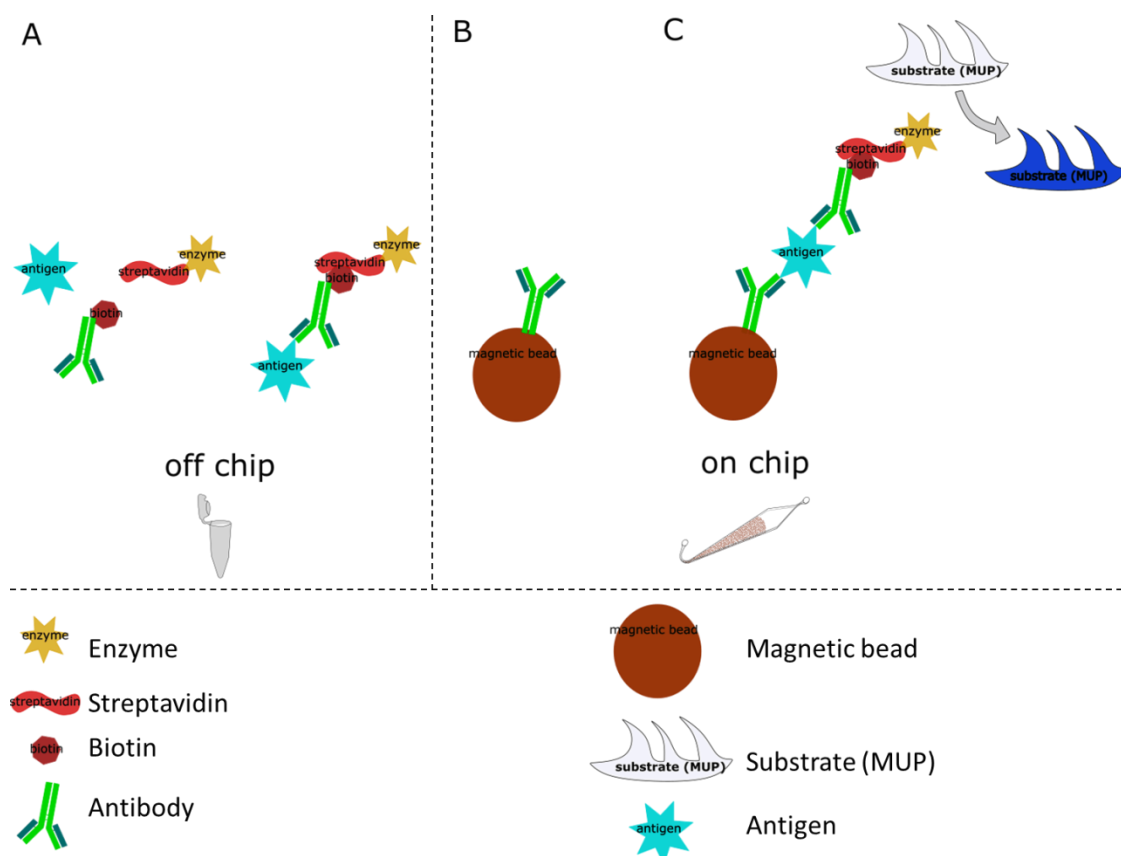 A
B
C
substrate (MUP)
enzyme
streptavidin
biotin
substrate (MUP)
antigen
enzyme
streptavidin
biotin
enzyme
streptavidin
biotin
antigen
antigen
magnetic bead
magnetic bead
off chip
on chip
enzyme
Enzyme
streptavidin
Streptavidin
biotin
Biotin
Antibody
magnetic bead
Magnetic bead
substrate (MUP)
Substrate (MUP)
antigen
Antigen